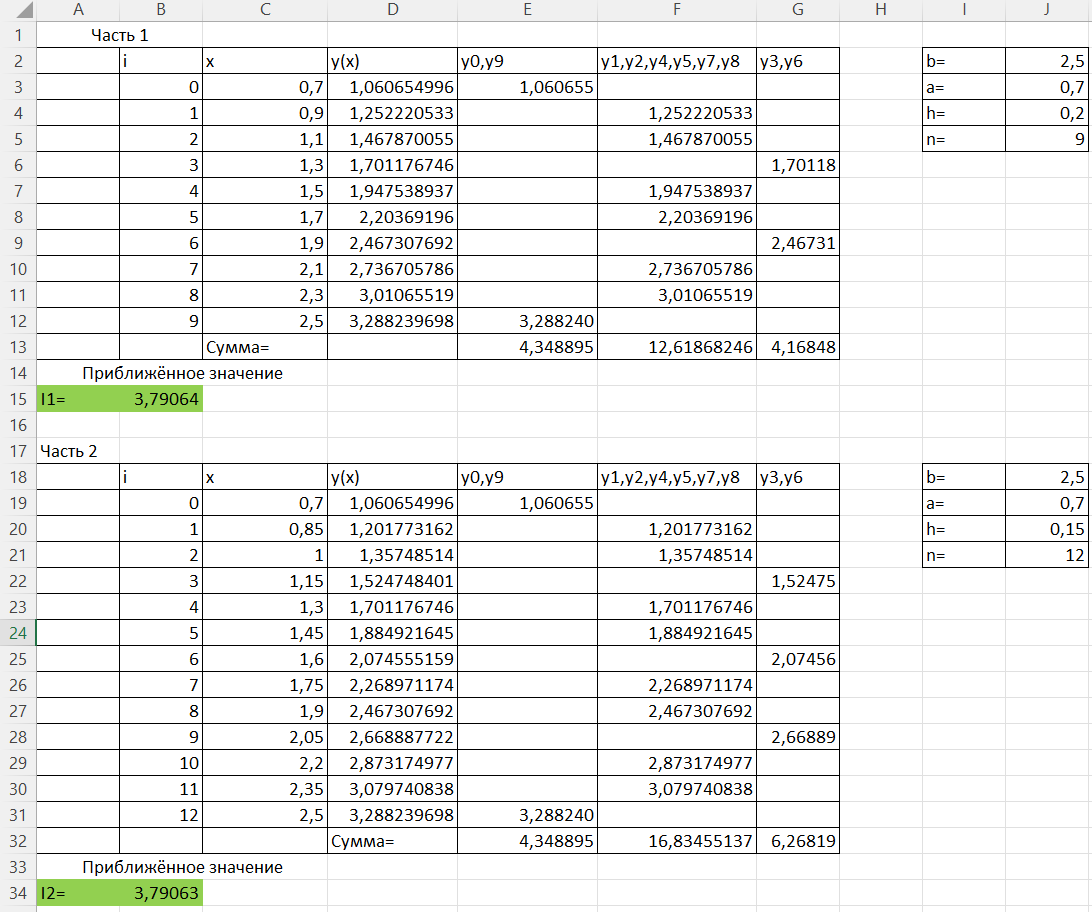 A B C D E F G H I J
1 Часть 1
2 i x y(x) y0,y9 y1,y2,y4,y5,y7,y8 y3,y6 b= 2,5
3 0 0,7 1,060654996 1,060655 a= 0,7
4 1 0,9 1,252220533 1,252220533 h= 0,2
5 2 1,1 1,467870055 1,467870055 n= 9
6 3 1,3 1,701176746 1,70118
7 4 1,5 1,947538937 1,947538937
8 5 1,7 2,20369196 2,20369196
9 6 1,9 2,467307692 2,46731
10 7 2,1 2,736705786 2,736705786
11 8 2,3 3,01065519 3,01065519
12 9 2,5 3,288239698 3,288240
13 Сумма= 4,348895 12,61868246 4,16848
14 Приближённое значение
15 I1= 3,79064
16
17 Часть 2
18 i x y(x) y0,y9 y1,y2,y4,y5,y7,y8 y3,y6 b= 2,5
19 0 0,7 1,060654996 1,060655 a= 0,7
20 1 0,85 1,201773162 1,201773162 h= 0,15
21 2 1 1,35748514 1,35748514 n= 12
22 3 1,15 1,524748401 1,52475
23 4 1,3 1,701176746 1,701176746
24 5 1,45 1,884921645 1,884921645
25 6 1,6 2,074555159 2,07456
26 7 1,75 2,268971174 2,268971174
27 8 1,9 2,467307692 2,467307692
28 9 2,05 2,668887722 2,66889
29 10 2,2 2,873174977 2,873174977
30 11 2,35 3,079740838 3,079740838
31 12 2,5 3,288239698 3,288240
32 Сумма= 4,348895 16,83455137 6,26819
33 Приближённое значение
34 I2= 3,79063